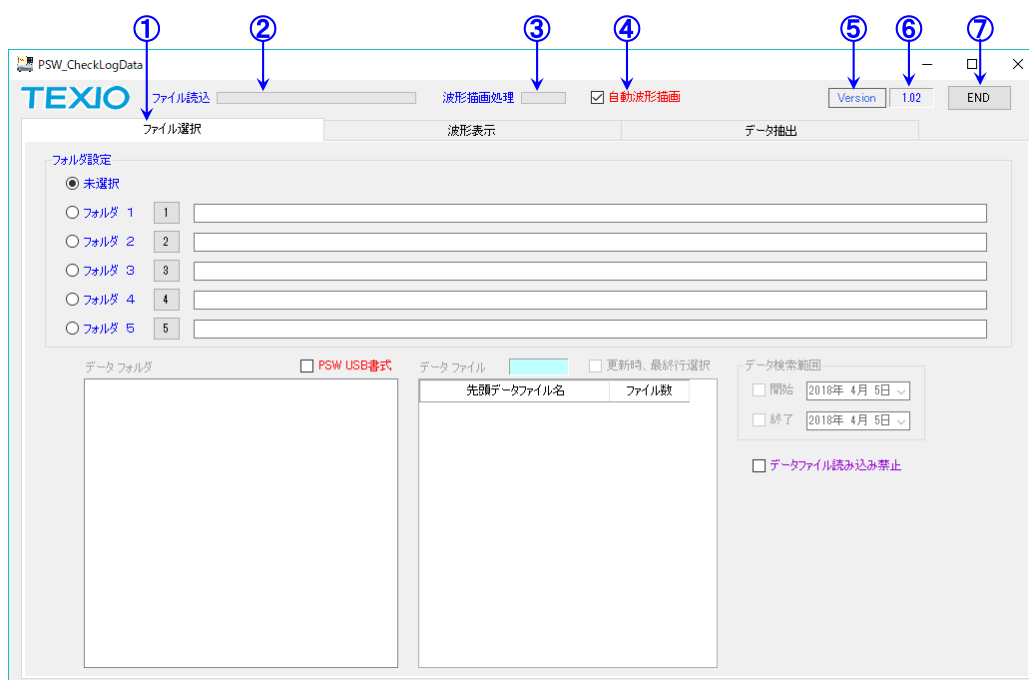 ① ② ③ ④ ⑤ ⑥ ⑦
PSW_CheckLogData
TEXIO ファイル読込 波形描画処理 自動波形描画 Version 1.02 END
ファイル選択 波形表示 データ抽出
フォルダ設定
未選択
フォルダ 1 1
フォルダ 2 2
フォルダ 3 3
フォルダ 4 4
フォルダ 5 5
データ フォルダ PSW USB書式 データ ファイル 更新時、最終行選択 データ検索範囲
先頭データファイル名 ファイル数 開始 2018年 4月 5日
終了 2018年 4月 5日
データファイル読み込み禁止